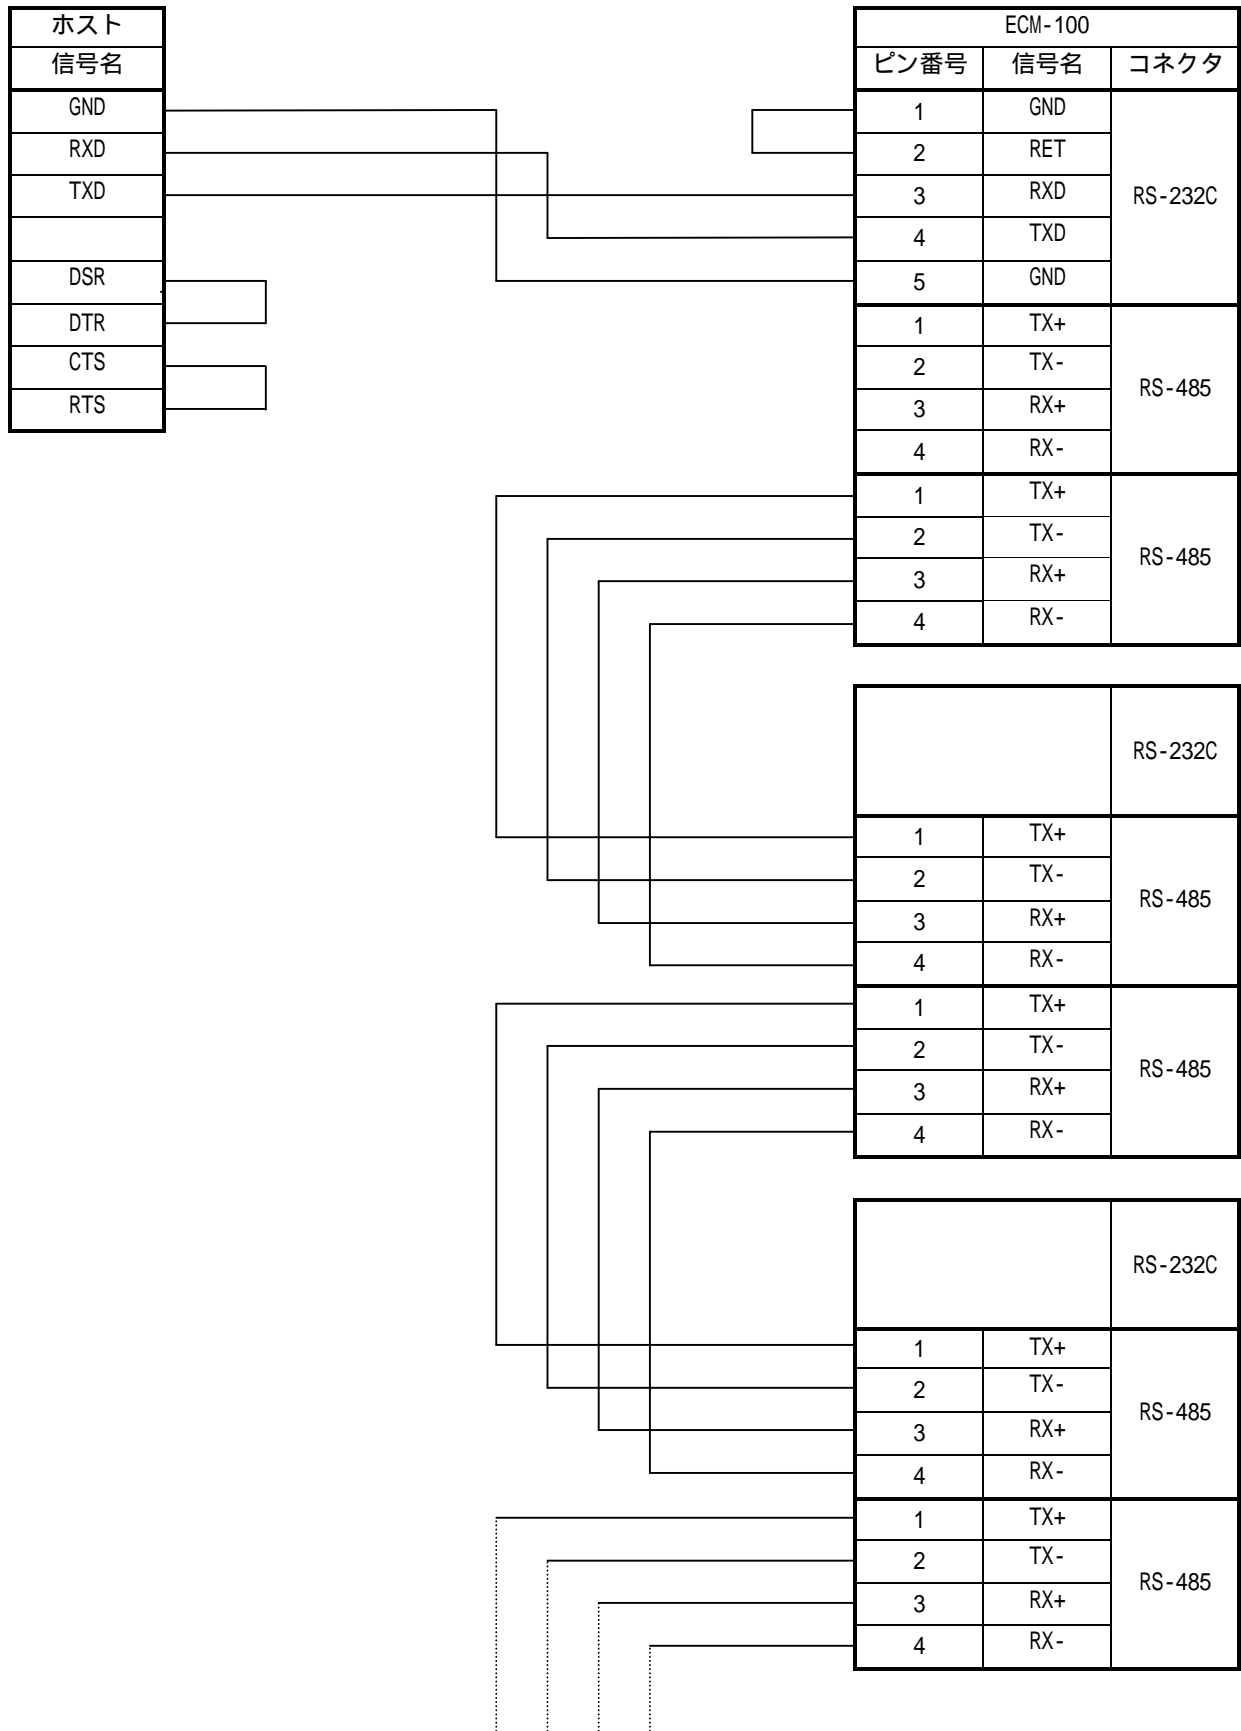 ホスト
信号名
GND
RXD
TXD
DSR
DTR
CTS
RTS
ECM-100
ピン番号 信号名 コネクタ
1 GND
2 RET
3 RXD RS-232C
4 TXD
5 GND
1 TX+
2 TX-
RS-485
3 RX+
4 RX-
1 TX+
2 TX-
RS-485
3 RX+
4 RX-
RS-232C
1 TX+
2 TX-
RS-485
3 RX+
4 RX-
1 TX+
2 TX-
RS-485
3 RX+
4 RX-
RS-232C
1 TX+
2 TX-
RS-485
3 RX+
4 RX-
1 TX+
2 TX-
RS-485
3 RX+
4 RX-